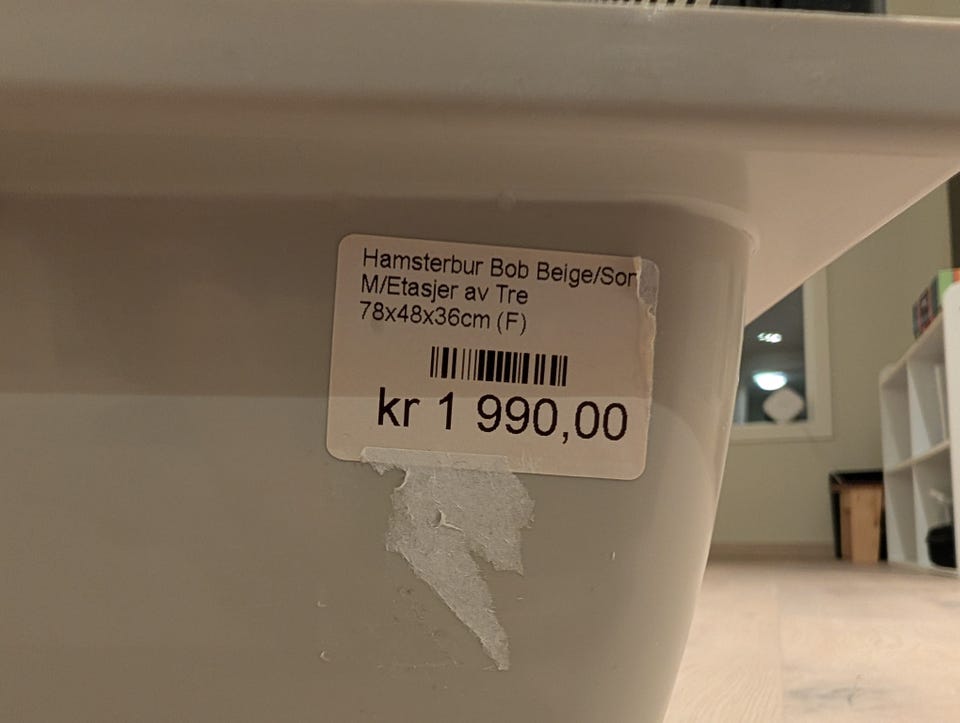 Hamsterbur Bob Beige/Sor
M/Etasjer av Tre
78x48x36cm (F)
kr 1 990,00